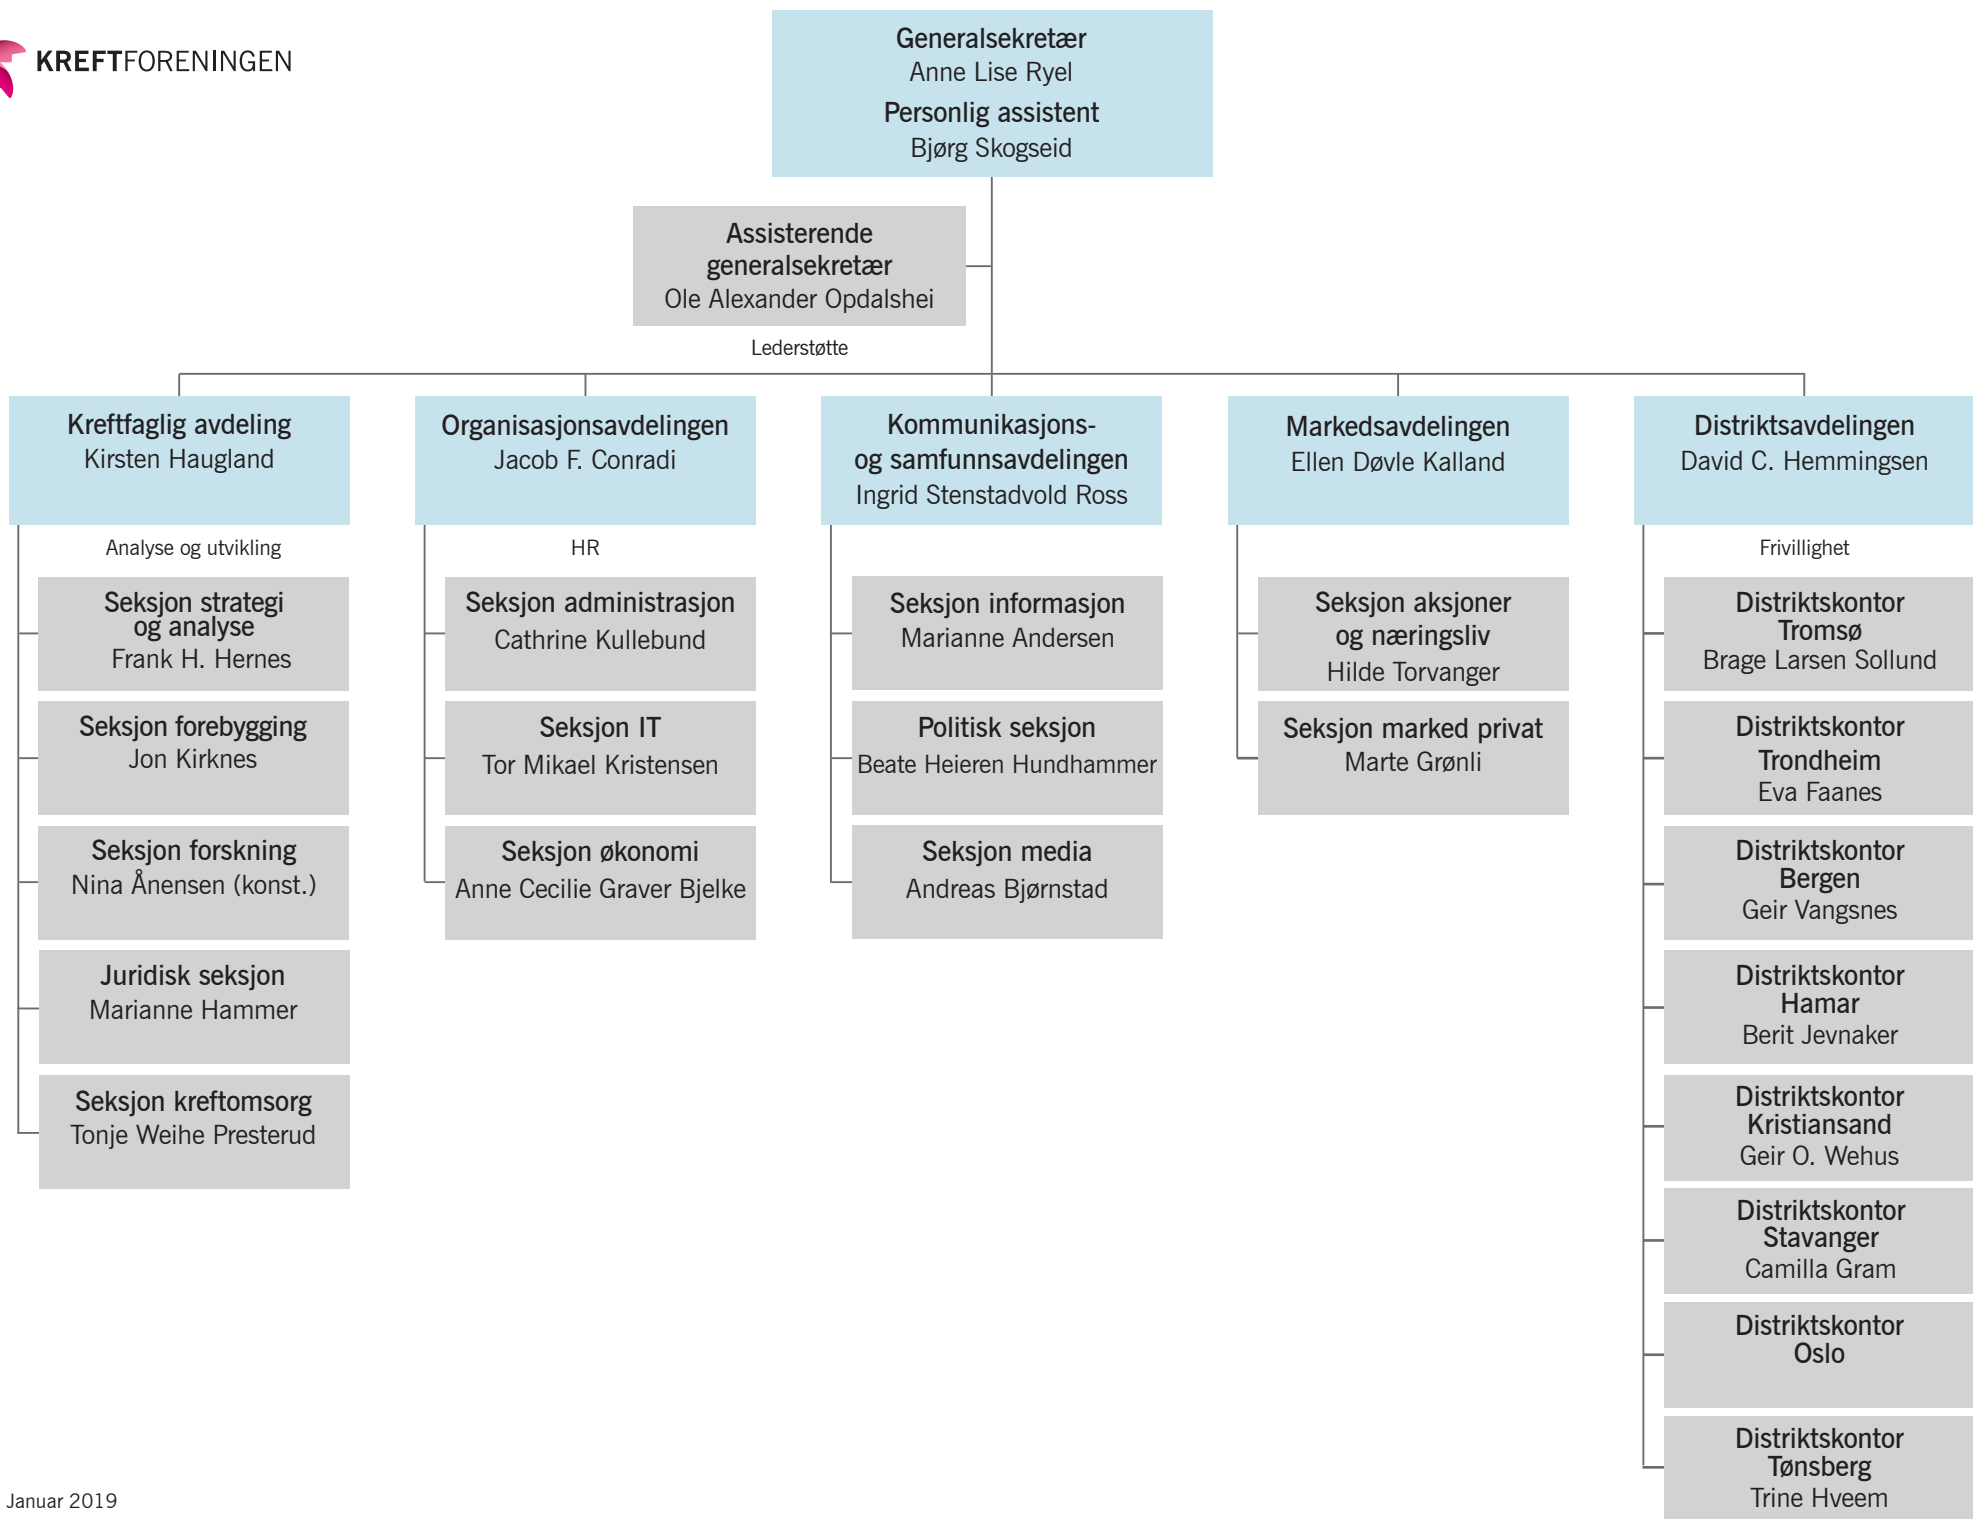 KREFTFORENINGEN
Generalsekretær
Anne Lise Ryel
Personlig assistent
Bjørg Skogseid
Assisterende
generalsekretær
Ole Alexander Opdalshei
Lederstøtte
Kreftfaglig avdeling
Kirsten Haugland
Analyse og utvikling
Seksjon strategi
og analyse
Frank H. Hernes
Seksjon forebygging
Jon Kirknes
Seksjon forskning
Nina Ånensen (konst.)
Juridisk seksjon
Marianne Hammer
Seksjon kreftomsorg
Tonje Weihe Presterud
Organisasjonsavdelingen
Jacob F. Conradi
HR
Seksjon administrasjon
Cathrine Kullebund
Seksjon IT
Tor Mikael Kristensen
Seksjon økonomi
Anne Cecilie Graver Bjelke
Kommunikasjons-
og samfunnsavdelingen
Ingrid Stenstadvold Ross
Seksjon informasjon
Marianne Andersen
Politisk seksjon
Beate Heieren Hundhammer
Seksjon media
Andreas Bjørnstad
Markedsavdelingen
Ellen Døvle Kalland
Seksjon aksjoner
og næringsliv
Hilde Torvanger
Seksjon marked privat
Marte Grønli
Distriktsavdelingen
David C. Hemmingsen
Frivillighet
Distriktskontor
Tromsø
Brage Larsen Sollund
Distriktskontor
Trondheim
Eva Faanes
Distriktskontor
Bergen
Geir Vangsnes
Distriktskontor
Hamar
Berit Jevnaker
Distriktskontor
Kristiansand
Geir O. Wehus
Distriktskontor
Stavanger
Camilla Gram
Distriktskontor
Oslo
Distriktskontor
Tønsberg
Trine Hveem
Januar 2019